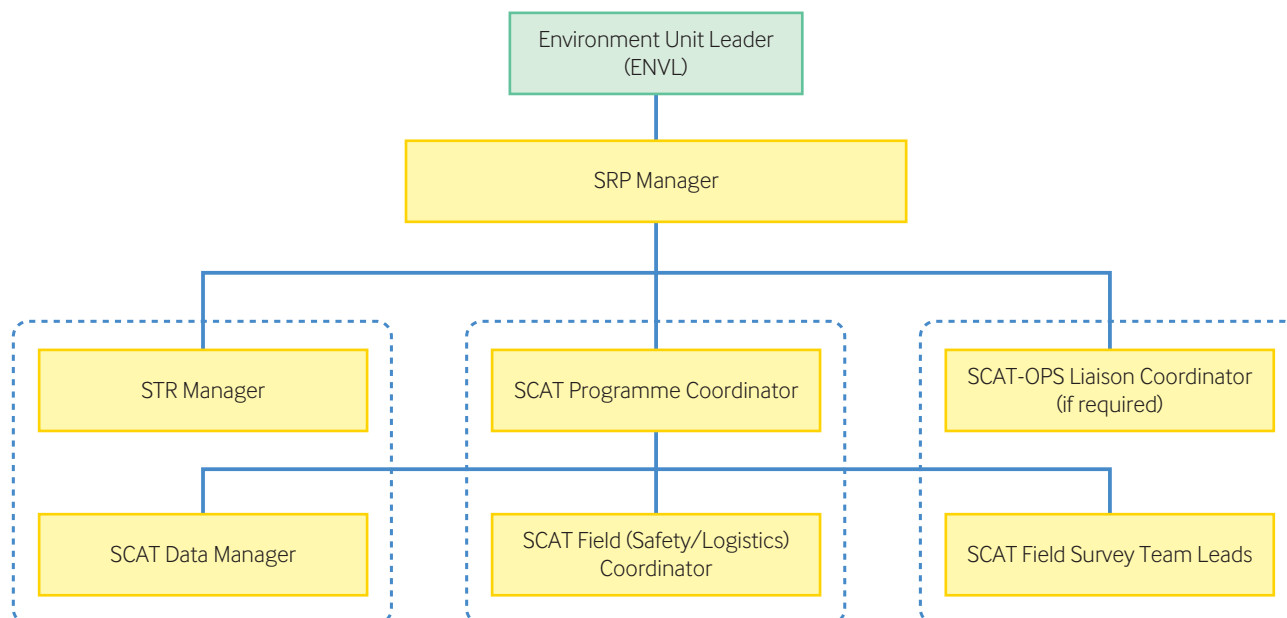 Environment Unit Leader
(ENVL)
SRP Manager
STR Manager
SCAT Programme Coordinator
SCAT-OPS Liaison Coordinator
(if required)
SCAT Data Manager
SCAT Field (Safety/Logistics)
Coordinator
SCAT Field Survey Team Leads